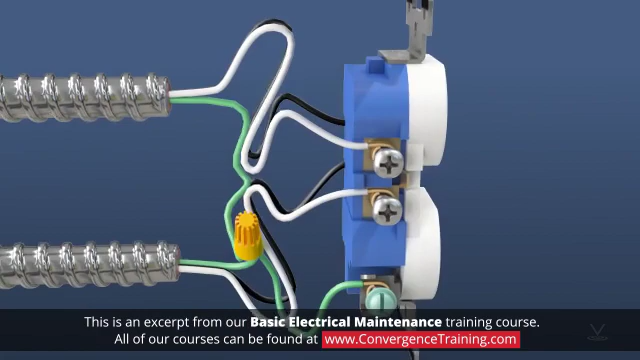 This is an excerpt from our Basic Electrical Maintenance training course.
All of our courses can be found at www.ConvergenceTraining.com